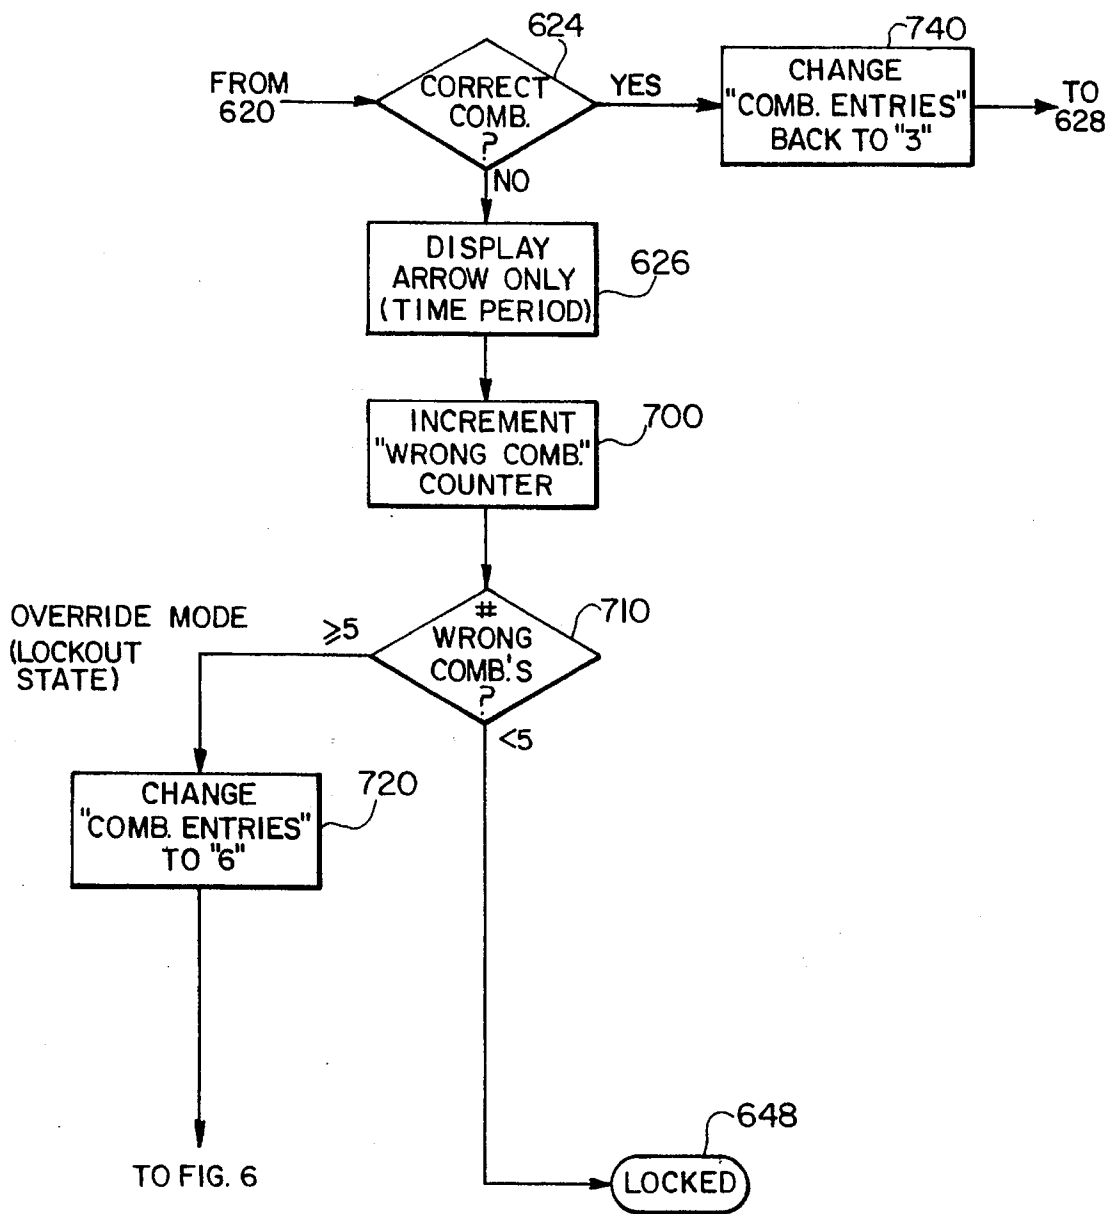 FROM
620
CORRECT
COMB.
?
624
YES
NO
740
CHANGE
"COMB. ENTRIES"
BACK TO "3"
TO
628
DISPLAY
ARROW ONLY
(TIME PERIOD)
626
INCREMENT
"WRONG COMB."
COUNTER
700
#
WRONG
COMB.'S
?
710
≥5
<5
OVERRIDE MODE
(LOCKOUT
STATE)
CHANGE
"COMB. ENTRIES"
TO "6"
720
TO FIG. 6
648
LOCKED